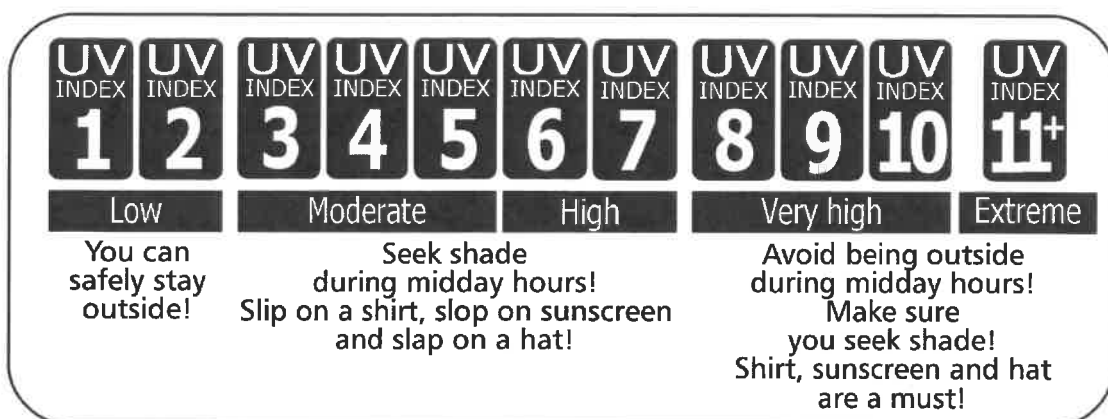 UV UV UV UV UV UV UV UV UV UV UV
INDEX INDEX INDEX INDEX INDEX INDEX INDEX INDEX INDEX INDEX INDEX
1 2 3 4 5 6 7 8 9 10 11+
Low Moderate High Very high Extreme
You can
safely stay
outside!
Seek shade
during midday hours!
Slip on a shirt, slop on sunscreen
and slap on a hat!
Avoid being outside
during midday hours!
Make sure
you seek shade!
Shirt, sunscreen and hat
are a must!